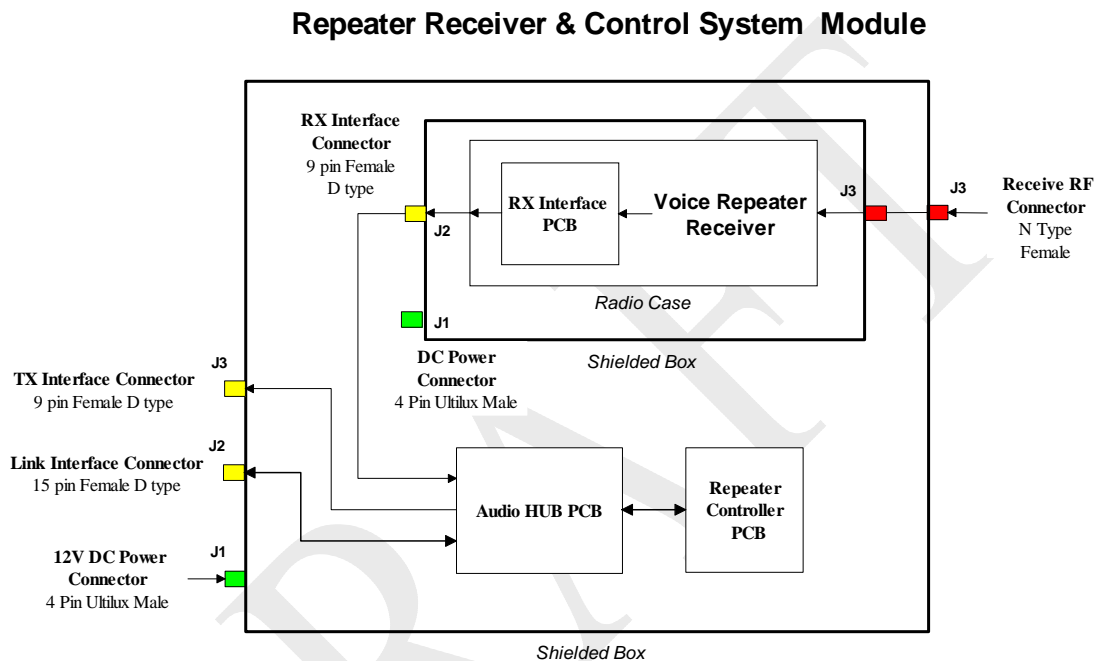 Repeater Receiver & Control System Module
RX Interface
Connector
9 pin Female
D type
J2
RX Interface
PCB
Voice Repeater
Receiver
J3
J3
Receive RF
Connector
N Type
Female
Radio Case
J1
DC Power
Connector
4 Pin Ultilux Male
Shielded Box
J3
TX Interface Connector
9 pin Female D type
J2
Link Interface Connector
15 pin Female D type
Audio HUB PCB
Repeater
Controller
PCB
J1
12V DC Power
Connector
4 Pin Ultilux Male
Shielded Box
DRAFT